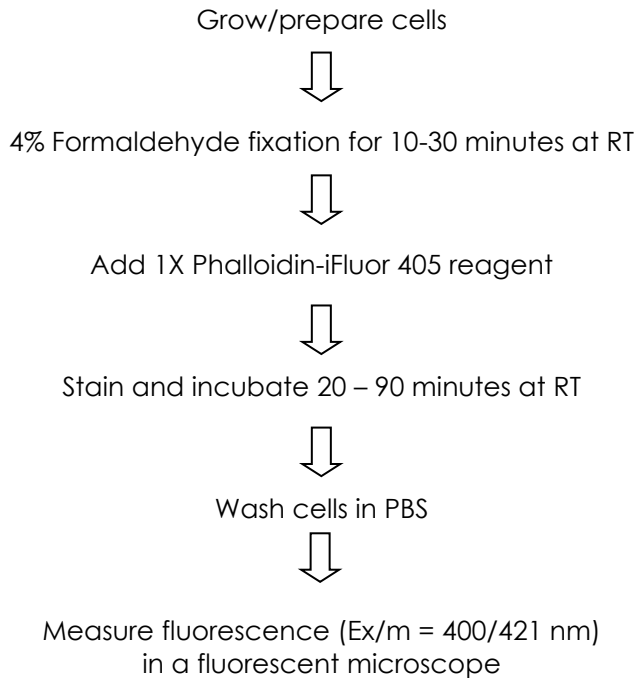 Grow/prepare cells
4% Formaldehyde fixation for 10-30 minutes at RT
Add 1X Phalloidin-iFluor 405 reagent
Stain and incubate 20 – 90 minutes at RT
Wash cells in PBS
Measure fluorescence (Ex/m = 400/421 nm)
in a fluorescent microscope